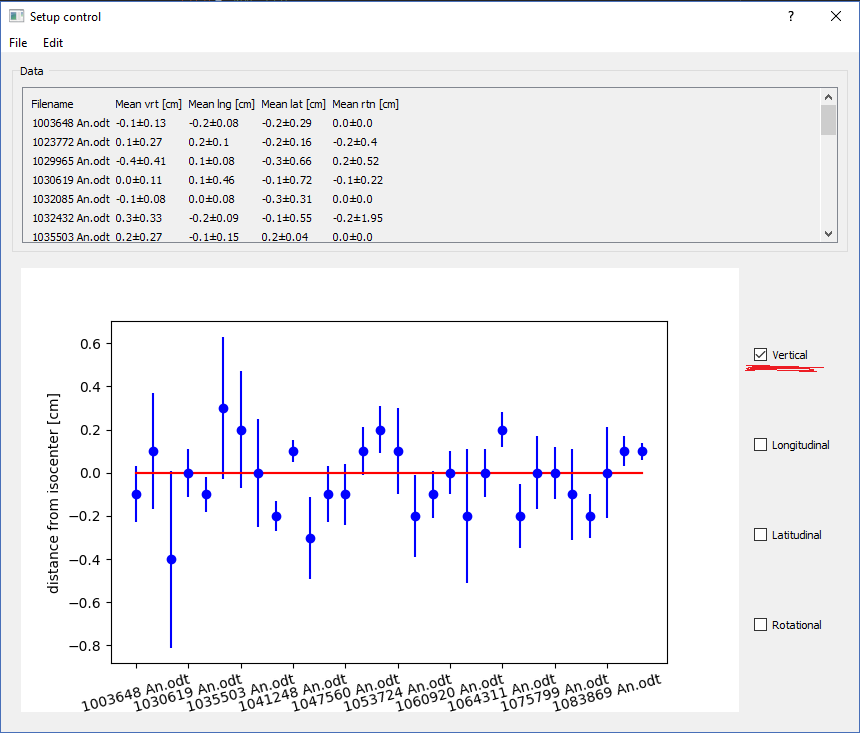 Setup control ?
File Edit
Data
Filename Mean vrt [cm] Mean lng [cm] Mean lat [cm] Mean rtn [cm]
1003648 An.odt -0.1±0.13 -0.2±0.08 -0.2±0.29 0.0±0.0
1023772 An.odt 0.1±0.27 0.2±0.1 -0.2±0.16 -0.2±0.4
1029965 An.odt -0.4±0.41 0.1±0.08 -0.3±0.66 0.2±0.52
1030619 An.odt 0.0±0.11 0.1±0.46 -0.1±0.72 -0.1±0.22
1032085 An.odt -0.1±0.08 0.0±0.08 -0.3±0.31 0.0±0.0
1032432 An.odt 0.3±0.33 -0.2±0.09 -0.1±0.55 -0.2±1.95
1035503 An.odt 0.2±0.27 -0.1±0.15 0.2±0.04 0.0±0.0
distance from isocenter [cm]
0.6
0.4
0.2
0.0
−0.2
−0.4
−0.6
−0.8
1003648 An.odt
1030619 An.odt
1035503 An.odt
1041248 An.odt
1047560 An.odt
1053724 An.odt
1060920 An.odt
1064311 An.odt
1075799 An.odt
1083869 An.odt
Vertical
Longitudinal
Latitudinal
Rotational